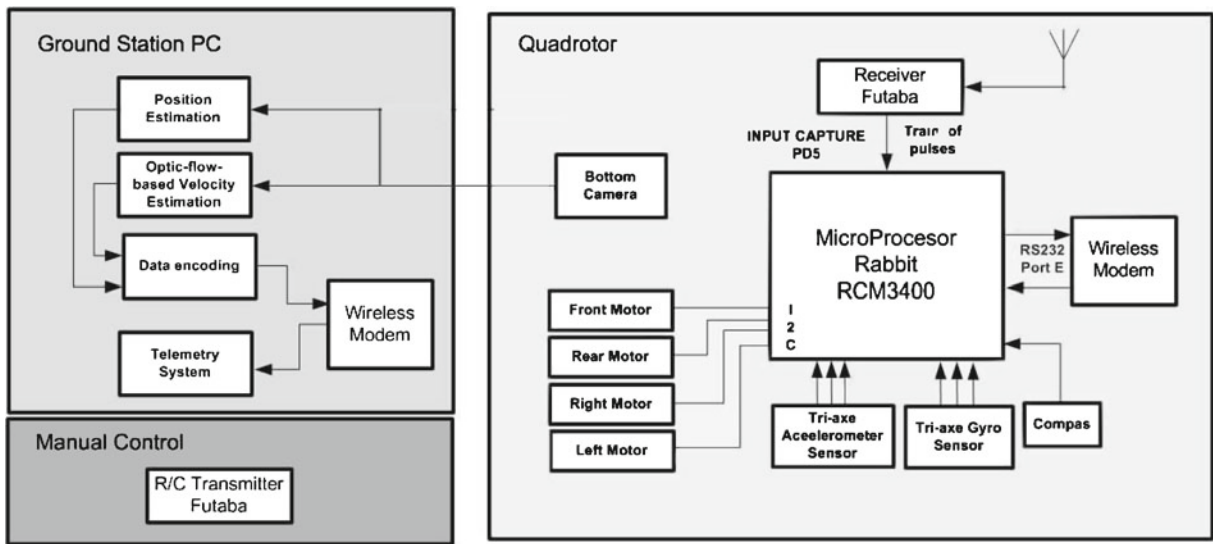 Ground Station PC
Position
Estimation
Optic-flow-
based Velocity
Estimation
Data encoding
Wireless
Modem
Telemetry
System
Manual Control
R/C Transmitter
Futaba
Quadrotor
Receiver
Futaba
INPUT CAPTURE
PD5
Train of
pulses
Bottom
Camera
MicroProcesor
Rabbit
RCM3400
RS232
Port E
Wireless
Modem
Front Motor
Rear Motor
Right Motor
Left Motor
I
2
C
Tri-axe
Acelerometer
Sensor
Tri-axe Gyro
Sensor
Compas